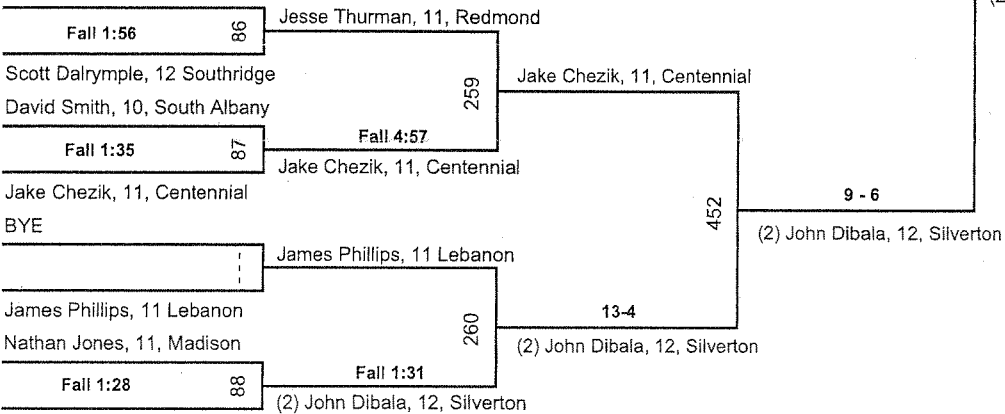 Jesse Thurman, 11, Redmond
Fall 1:56
86
Scott Dalrymple, 12 Southridge
Jake Chezik, 11, Centennial
259
David Smith, 10, South Albany
Fall 4:57
Fall 1:35
87
Jake Chezik, 11, Centennial
Jake Chezik, 11, Centennial
9 - 6
452
BYE
(2) John Dibala, 12, Silverton
James Phillips, 11 Lebanon
James Phillips, 11 Lebanon
13-4
260
Nathan Jones, 11, Madison
(2) John Dibala, 12, Silverton
Fall 1:31
Fall 1:28
88
(2) John Dibala, 12, Silverton